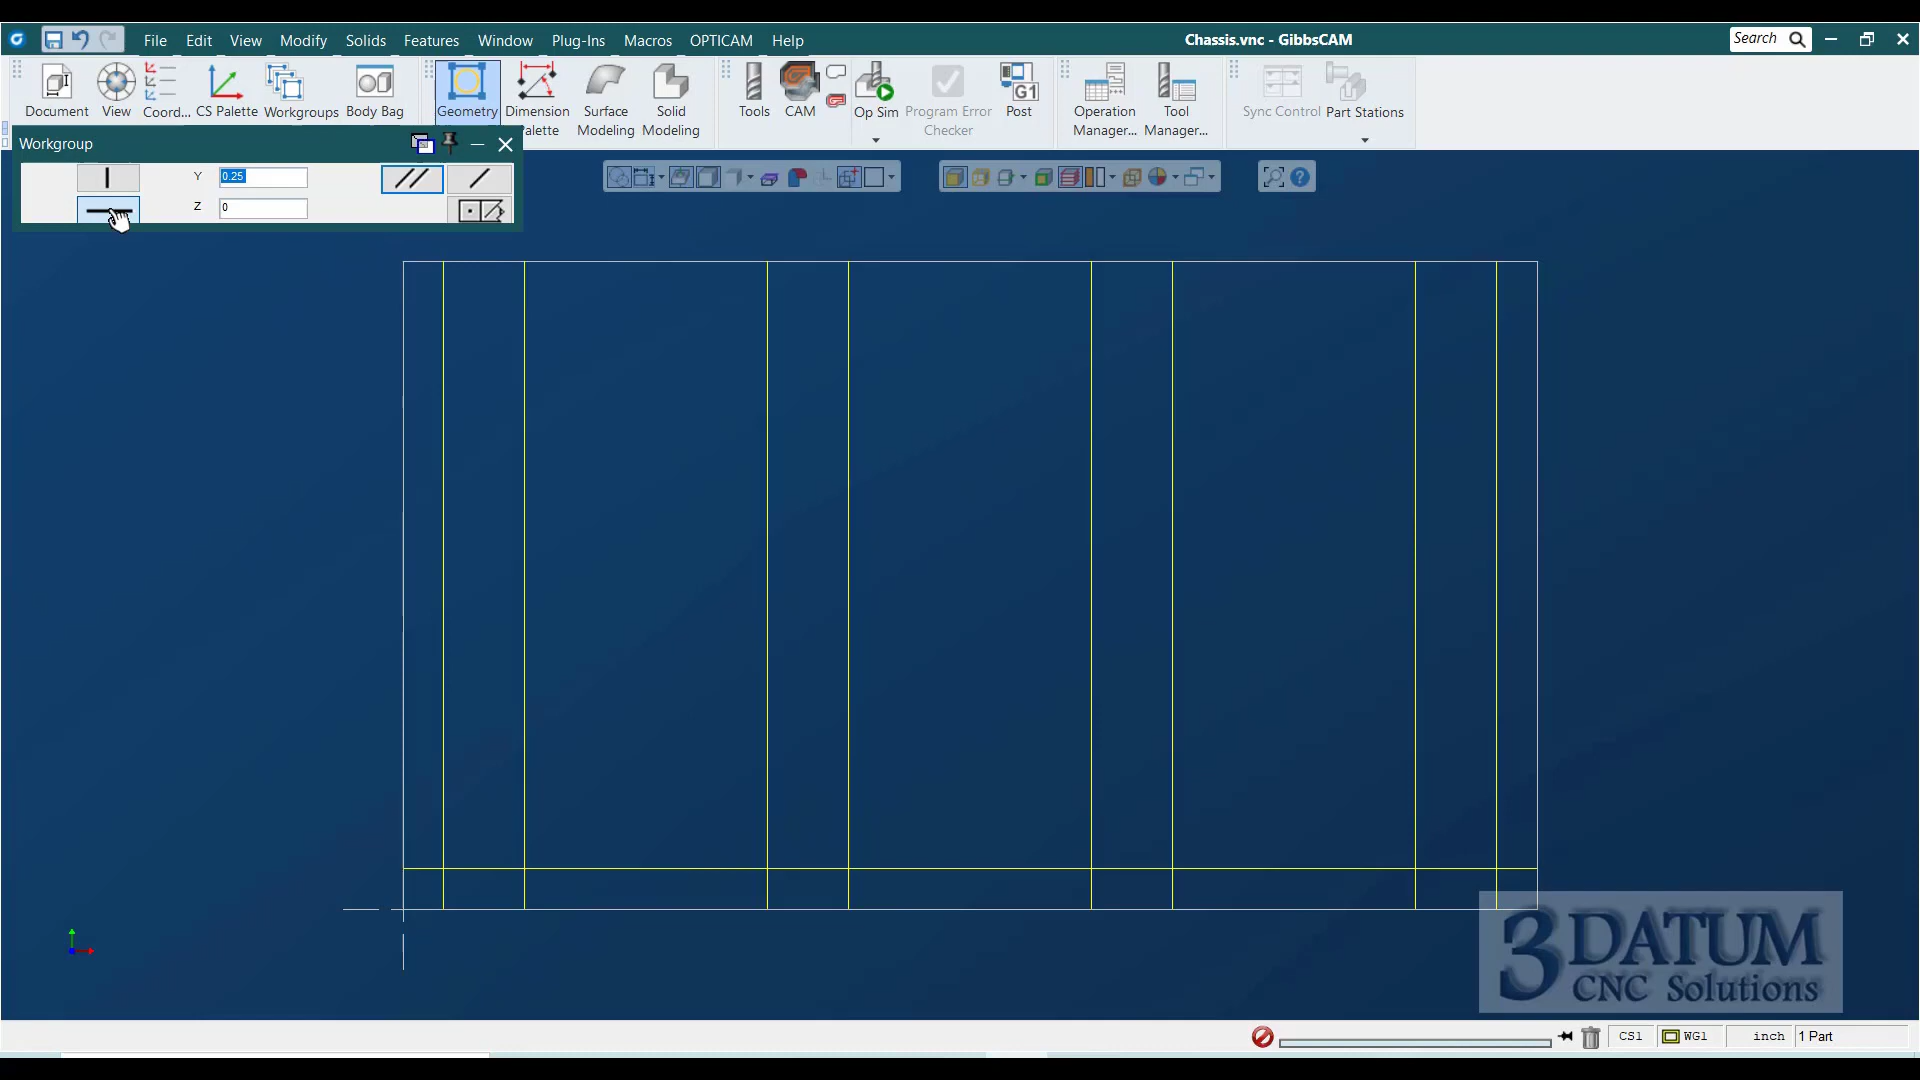 File Edit View Modify Solids Features Window Plug-Ins Macros OPTICAM Help
Chassis.vnc - GibbsCAM
Search
Document View Coord... CS Palette Workgroups Body Bag
Geometry
Dimension
Palette
Surface
Modeling
Solid
Modeling
Tools CAM Op Sim
Program Error
Checker
G1
Post
Operation
Manager...
Tool
Manager...
Sync Control Part Stations
Workgroup
Y 0.25
Z 0
3DATUM
CNC Solutions
CS1 WG1 inch 1 Part